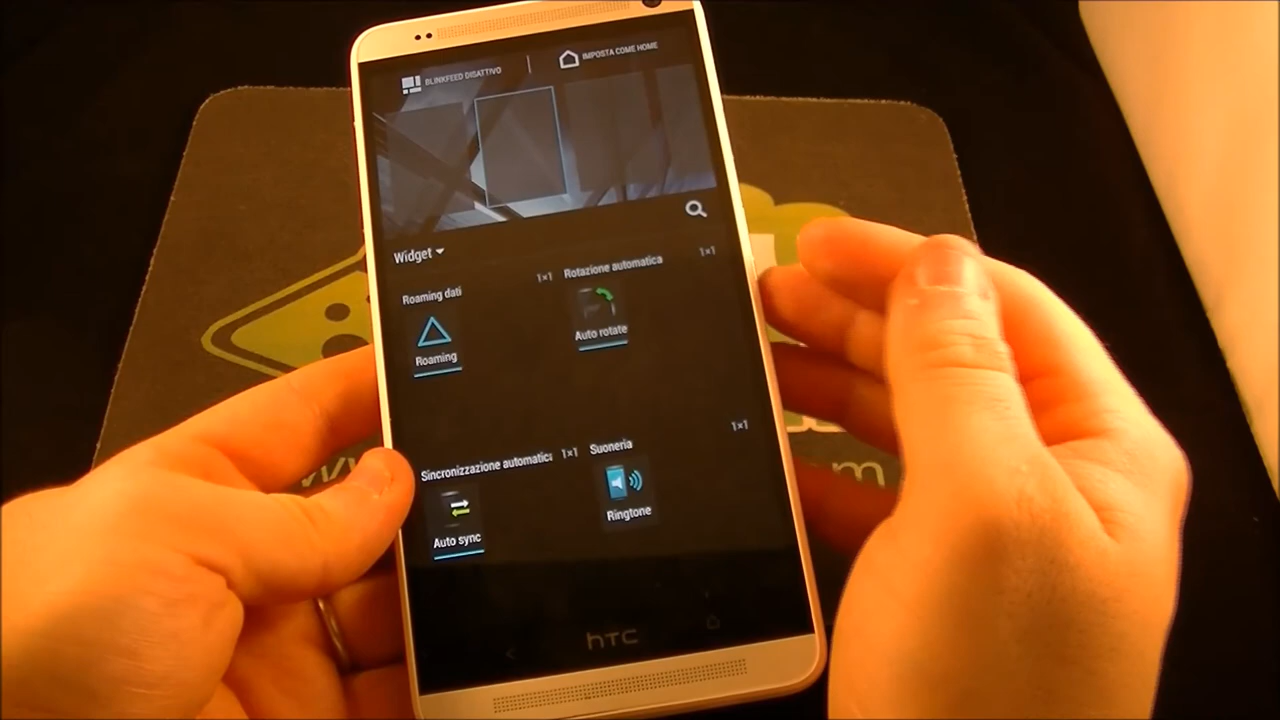 BLINKFEED DISATTIVO
IMPOSTA COME HOME
Widget
Roaming dati 1×1
Rotazione automatica 1×1
Roaming
Auto rotate
Sincronizzazione automatica 1×1
Suoneria 1×1
Auto sync
Ringtone
hTC
m